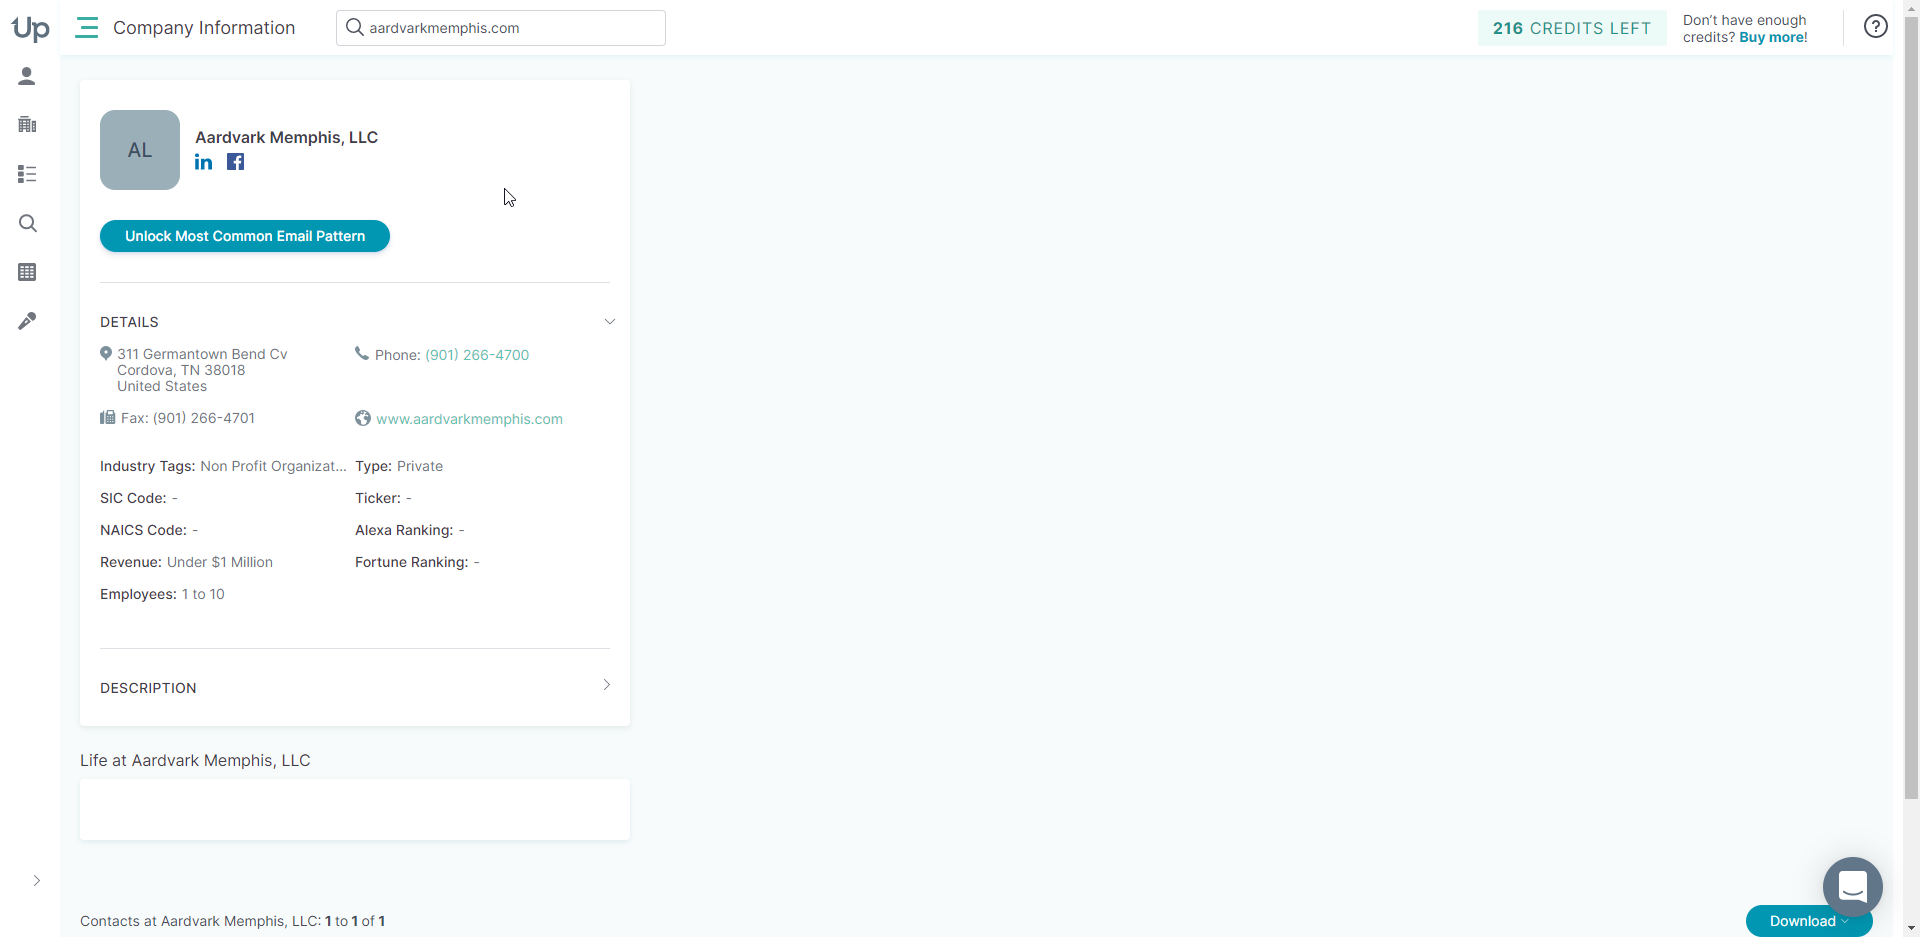 Up
Company Information
aardvarkmemphis.com
216 CREDITS LEFT
Don't have enough
credits? Buy more!
AL
Aardvark Memphis, LLC
Unlock Most Common Email Pattern
DETAILS
311 Germantown Bend Cv
Cordova, TN 38018
United States
Phone: (901) 266-4700
Fax: (901) 266-4701
www.aardvarkmemphis.com
Industry Tags: Non Profit Organizat...
Type: Private
SIC Code: -
Ticker: -
NAICS Code: -
Alexa Ranking: -
Revenue: Under $1 Million
Fortune Ranking: -
Employees: 1 to 10
DESCRIPTION
Life at Aardvark Memphis, LLC
Contacts at Aardvark Memphis, LLC: 1 to 1 of 1
Download